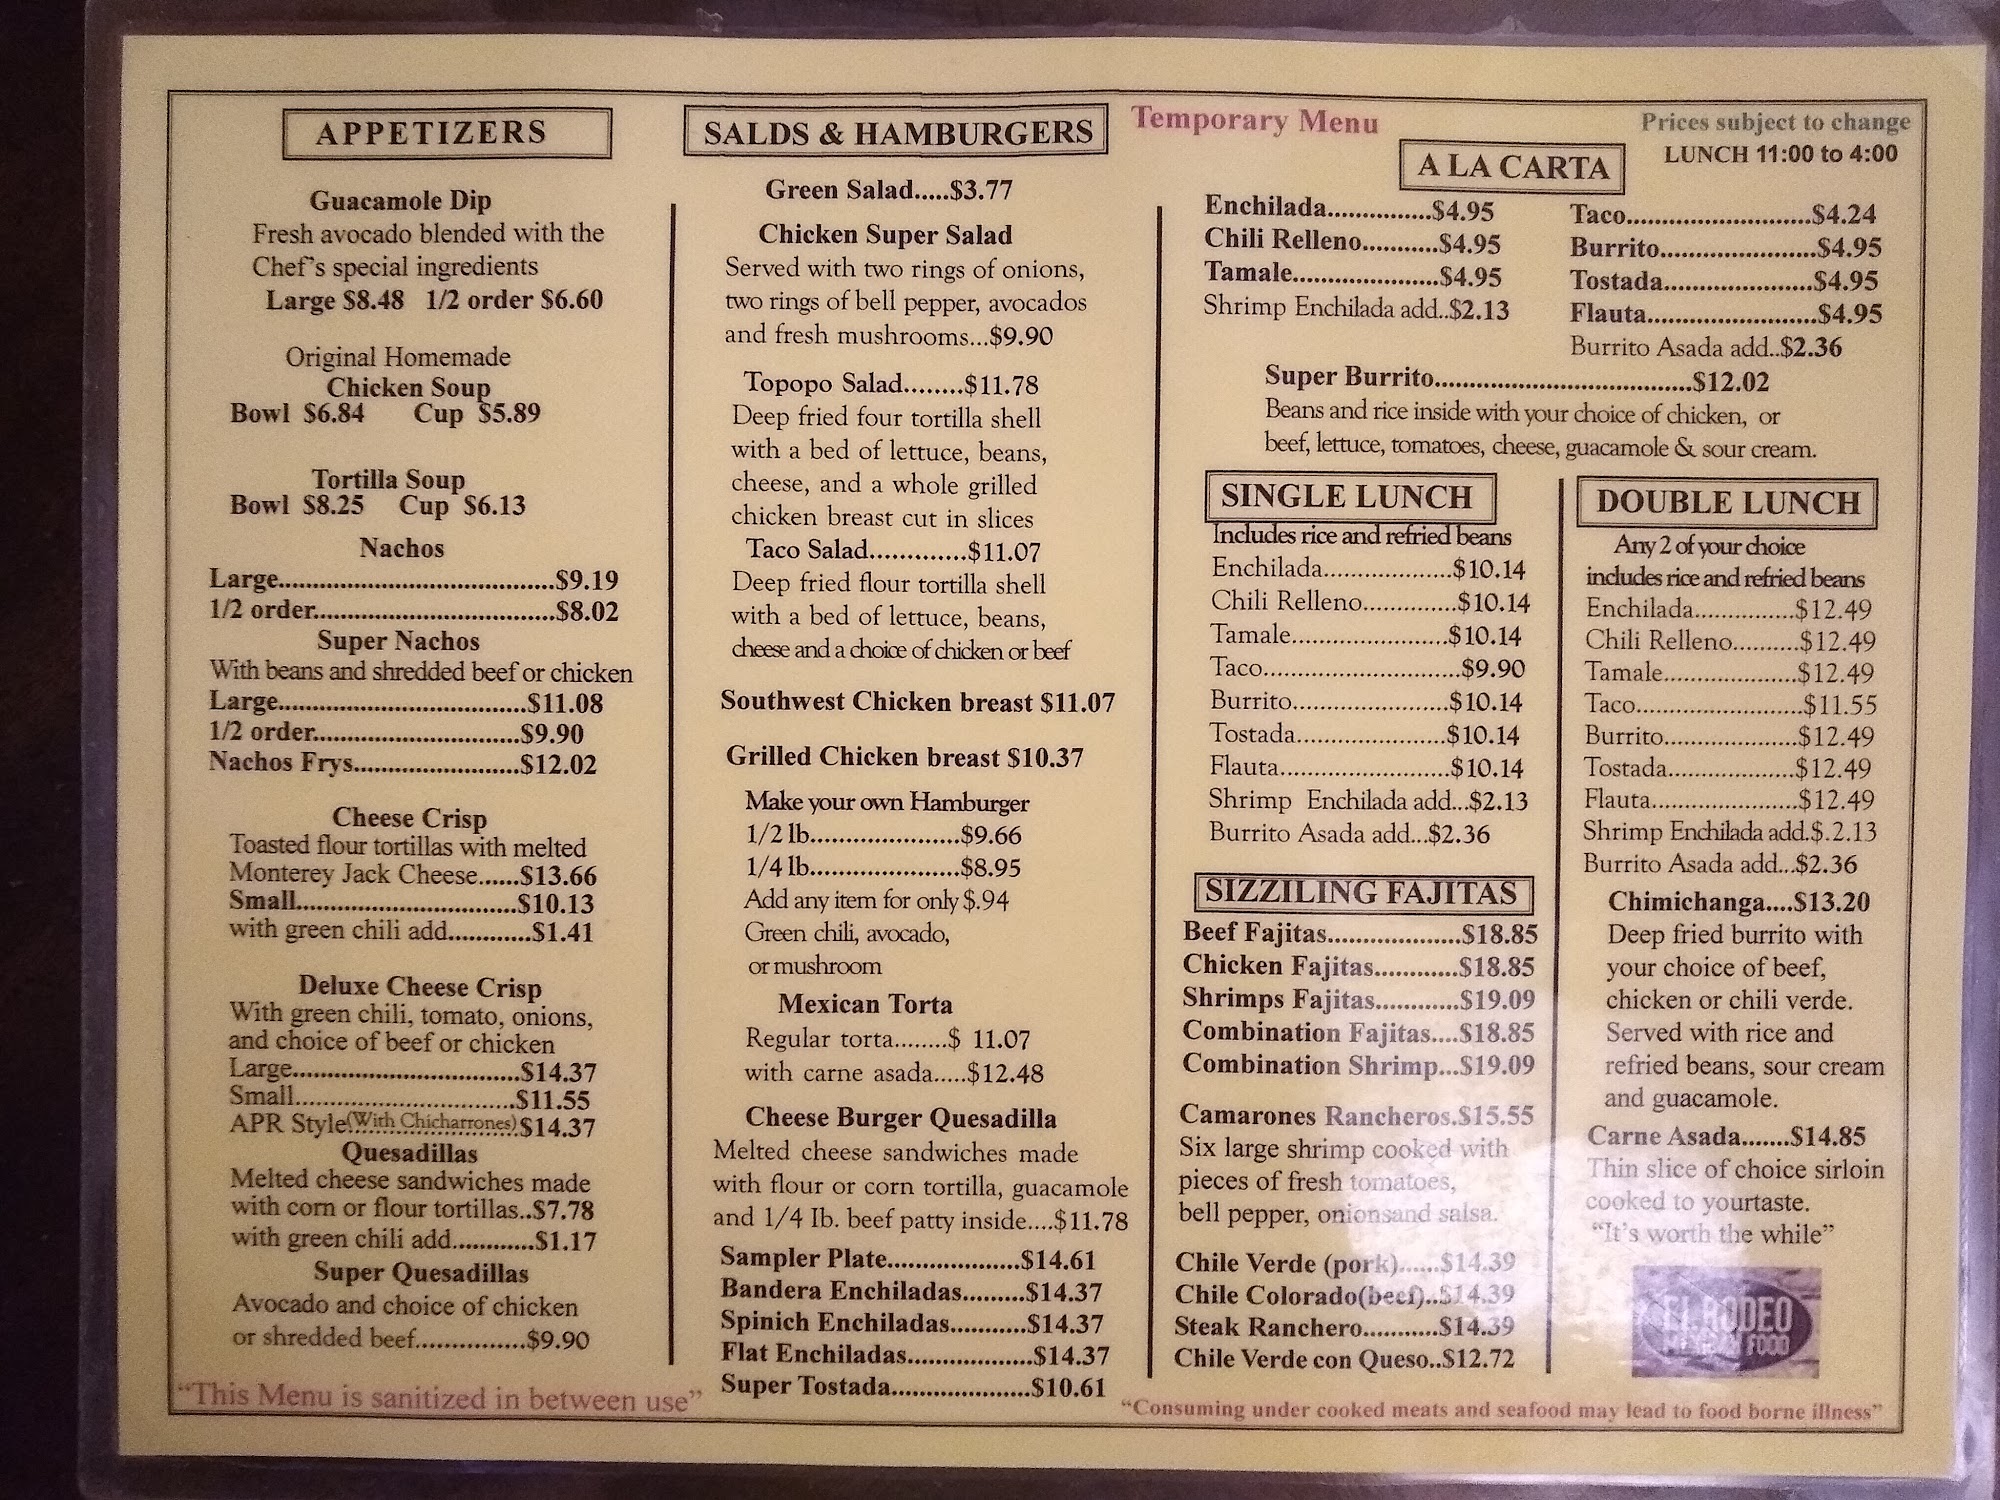 APPETIZERS
Guacamole Dip
Fresh avocado blended with the
Chef's special ingredients
Large $8.48 1/2 order $6.60
Original Homemade
Chicken Soup
Bowl $6.84 Cup $5.89
Tortilla Soup
Bowl $8.25 Cup $6.13
Nachos
Large.........................................$9.19
1/2 order....................................$8.02
Super Nachos
With beans and shredded beef or chicken
Large.....................................$11.08
1/2 order...............................$9.90
Nachos Frys.........................$12.02
Cheese Crisp
Toasted flour tortillas with melted
Monterey Jack Cheese......$13.66
Small.................................$10.13
with green chili add............$1.41
Deluxe Cheese Crisp
With green chili, tomato, onions,
and choice of beef or chicken
Large..................................$14.37
Small.................................$11.55
APR Style(With Chicharrones)$14.37
Quesadillas
Melted cheese sandwiches made
with corn or flour tortillas..$7.78
with green chili add............$1.17
Super Quesadillas
Avocado and choice of chicken
or shredded beef................$9.90
"This Menu is sanitized in between use"
SALDS & HAMBURGERS
Green Salad.....$3.77
Chicken Super Salad
Served with two rings of onions,
two rings of bell pepper, avocados
and fresh mushrooms...$9.90
Topopo Salad........$11.78
Deep fried four tortilla shell
with a bed of lettuce, beans,
cheese, and a whole grilled
chicken breast cut in slices
Taco Salad.............$11.07
Deep fried flour tortilla shell
with a bed of lettuce, beans,
cheese and a choice of chicken or beef
Southwest Chicken breast $11.07
Grilled Chicken breast $10.37
Make your own Hamburger
1/2 lb.......................$9.66
1/4 lb.......................$8.95
Add any item for only $.94
Green chili, avocado,
or mushroom
Mexican Torta
Regular torta........$ 11.07
with carne asada.....$12.48
Cheese Burger Quesadilla
Melted cheese sandwiches made
with flour or corn tortilla, guacamole
and 1/4 Ib. beef patty inside....$11.78
Sampler Plate....................$14.61
Bandera Enchiladas.........$14.37
Spinich Enchiladas...........$14.37
Flat Enchiladas...................$14.37
Super Tostada.....................$10.61
Temporary Menu
Prices subject to change
LUNCH 11:00 to 4:00
A LA CARTA
Enchilada...............$4.95
Chili Relleno...........$4.95
Tamale.....................$4.95
Shrimp Enchilada add..$2.13
Taco...........................$4.24
Burrito.......................$4.95
Tostada......................$4.95
Flauta.........................$4.95
Burrito Asada add..$2.36
Super Burrito......................................$12.02
Beans and rice inside with your choice of chicken, or
beef, lettuce, tomatoes, cheese, guacamole & sour cream.
SINGLE LUNCH
Includes rice and refried beans
Enchilada...................$10.14
Chili Relleno..............$10.14
Tamale.......................$10.14
Taco.............................$9.90
Burrito.......................$10.14
Tostada......................$10.14
Flauta.........................$10.14
Shrimp Enchilada add...$2.13
Burrito Asada add...$2.36
SIZZILING FAJITAS
Beef Fajitas....................$18.85
Chicken Fajitas............$18.85
Shrimps Fajitas............$19.09
Combination Fajitas....$18.85
Combination Shrimp...$19.09
Camarones Rancheros.$15.55
Six large shrimp cooked with
pieces of fresh tomatoes,
bell pepper, onionsand salsa.
Chile Verde (pork)......$14.39
Chile Colorado(beef)..$14.39
Steak Ranchero...........$14.39
Chile Verde con Queso..$12.72
DOUBLE LUNCH
Any 2 of your choice
includes rice and refried beans
Enchilada..............$12.49
Chili Relleno..........$12.49
Tamale...................$12.49
Taco........................$11.55
Burrito...................$12.49
Tostada..................$12.49
Flauta.....................$12.49
Shrimp Enchilada add.$.2.13
Burrito Asada add...$2.36
Chimichanga....$13.20
Deep fried burrito with
your choice of beef,
chicken or chili verde.
Served with rice and
refried beans, sour cream
and guacamole.
Carne Asada.......$14.85
Thin slice of choice sirloin
cooked to yourtaste.
"It's worth the while"
EL RODEO
MEXICAN FOOD
"Consuming under cooked meats and seafood may lead to food borne illness"